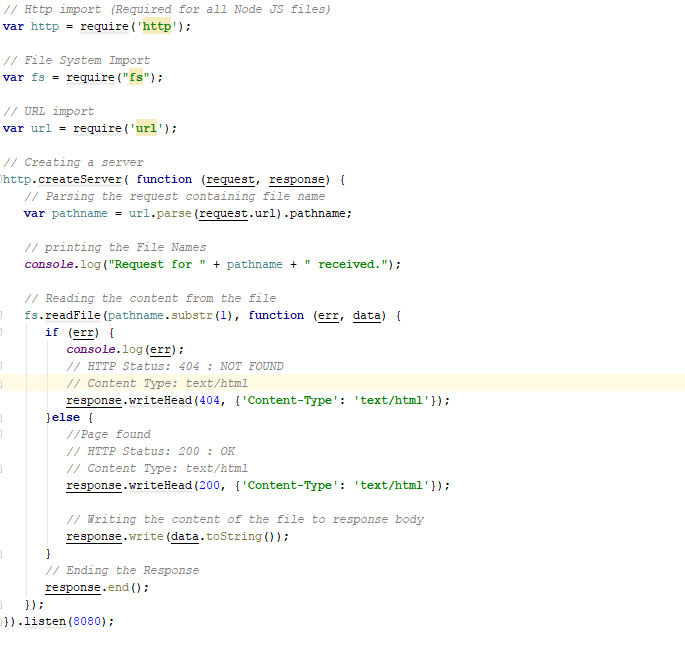 // Http import (Required for all Node JS files)
var http = require('http');
// File System Import
var fs = require("fs");
// URL import
var url = require('url');
// Creating a server
http.createServer( function (request, response) {
// Parsing the request containing file name
var pathname = url.parse(request.url).pathname;
// printing the File Names
console.log("Request for " + pathname + " received.");
// Reading the content from the file
fs.readFile(pathname.substr(1), function (err, data) {
if (err) {
console.log(err);
// HTTP Status: 404 : NOT FOUND
// Content Type: text/html
response.writeHead(404, {'Content-Type': 'text/html'});
}else {
//Page found
// HTTP Status: 200 : OK
// Content Type: text/html
response.writeHead(200, {'Content-Type': 'text/html'});
// Writing the content of the file to response body
response.write(data.toString());
}
// Ending the Response
response.end();
});
}).listen(8080);